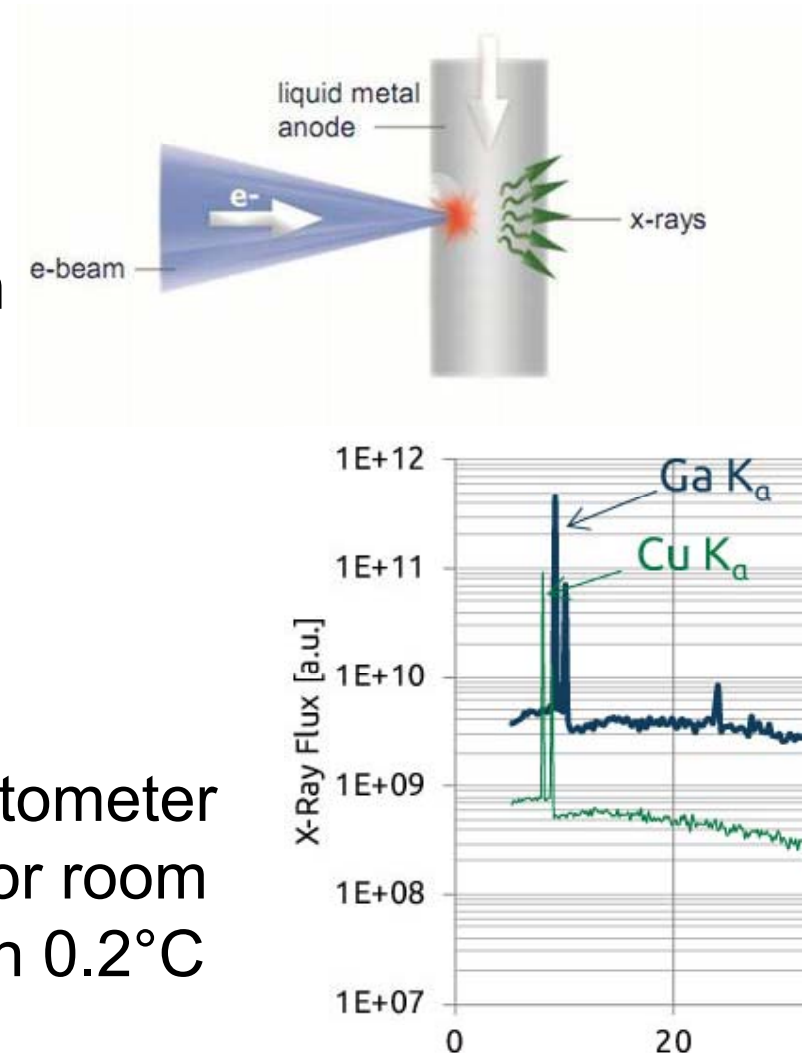 liquid metal
anode
e-
x-rays
e-beam
n
1E+12
Ga Kα
Cu Kα
1E+11
1E+10
X-Ray Flux [a.u.]
1E+09
tometer
or room
n 0.2°C
1E+08
1E+07
0
20